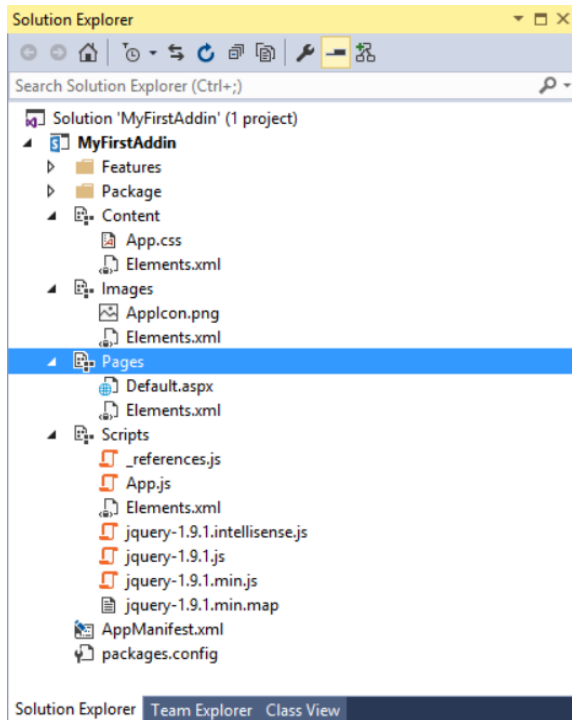 Solution Explorer
Search Solution Explorer (Ctrl+;)
Solution 'MyFirstAddin' (1 project)
MyFirstAddin
Features
Package
Content
App.css
Elements.xml
Images
AppIcon.png
Elements.xml
Pages
Default.aspx
Elements.xml
Scripts
_references.js
App.js
Elements.xml
jquery-1.9.1.intellisense.js
jquery-1.9.1.js
jquery-1.9.1.min.js
jquery-1.9.1.min.map
AppManifest.xml
packages.config
Solution Explorer Team Explorer Class View